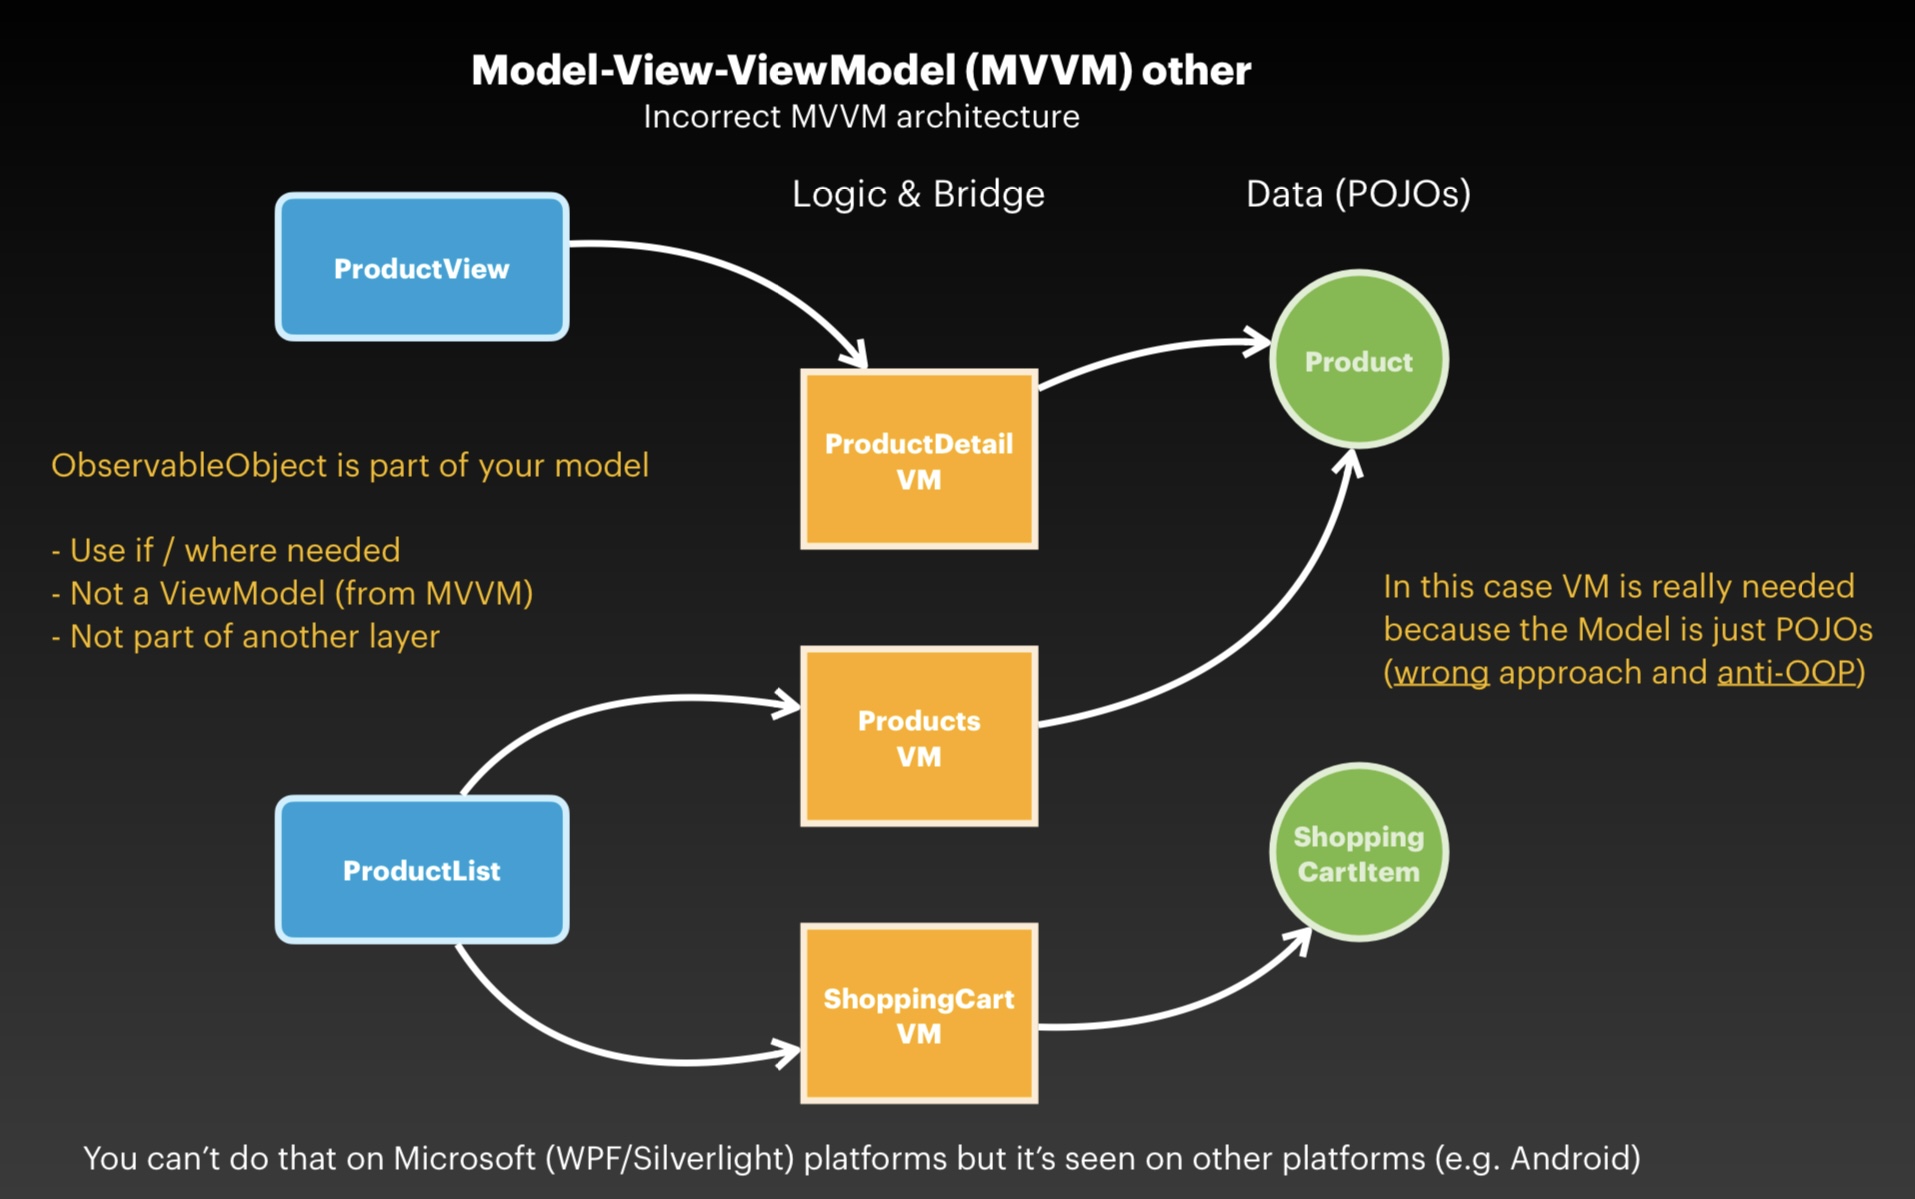 Model-View-ViewModel (MVVM) other
Incorrect MVVM architecture
Logic & Bridge
Data (POJOs)
ProductView
Product
ProductDetail
VM
ObservableObject is part of your model
- Use if / where needed
- Not a ViewModel (from MVVM)
- Not part of another layer
In this case VM is really needed
because the Model is just POJOs
(wrong approach and anti-OOP)
Products
VM
ProductList
Shopping
CartItem
ShoppingCart
VM
You can’t do that on Microsoft (WPF/Silverlight) platforms but it’s seen on other platforms (e.g. Android)